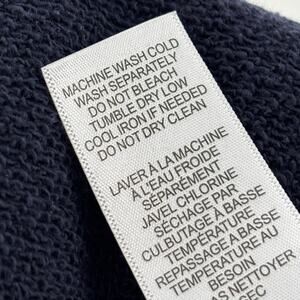 MACHINE WASH COLD
WASH SEPARATELY
DO NOT BLEACH
TUMBLE DRY LOW
COOL IRON IF NEEDED
DO NOT DRY CLEAN
LAVER À LA MACHINE
À L'EAU FROIDE
SÉPARÉMENT
JAVEL CHLORINE
SÉCHAGE PAR
CULBUTAGE À BASSE
TEMPÉRATURE
REPASSAGE À BASSE
TEMPÉRATURE AU
BESOIN
NETTOYER